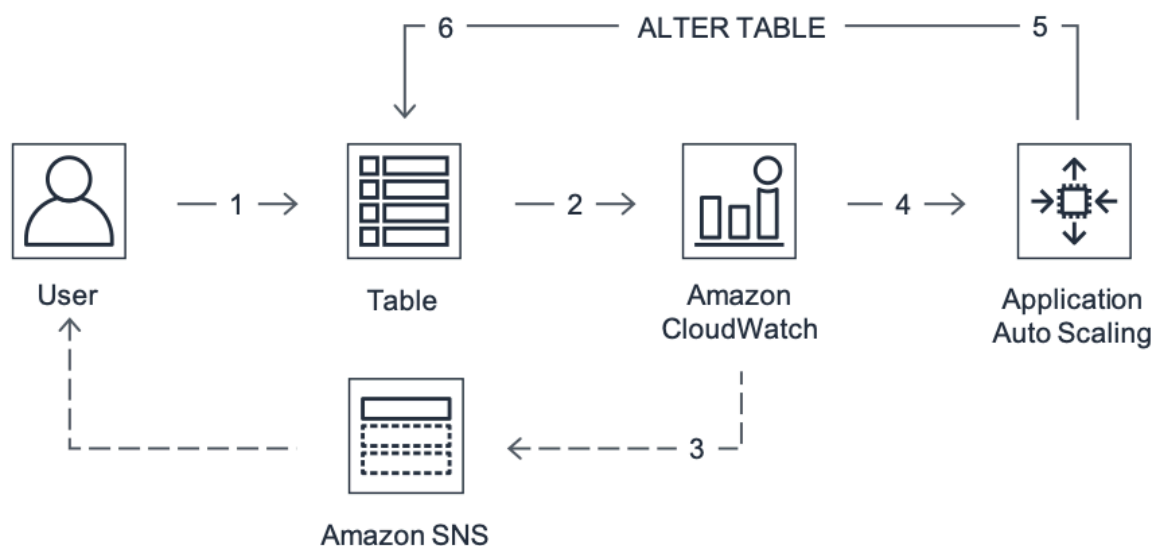 6 ALTER TABLE 5
1 2 4
User
Table
Amazon
CloudWatch
Application
Auto Scaling
3
Amazon SNS